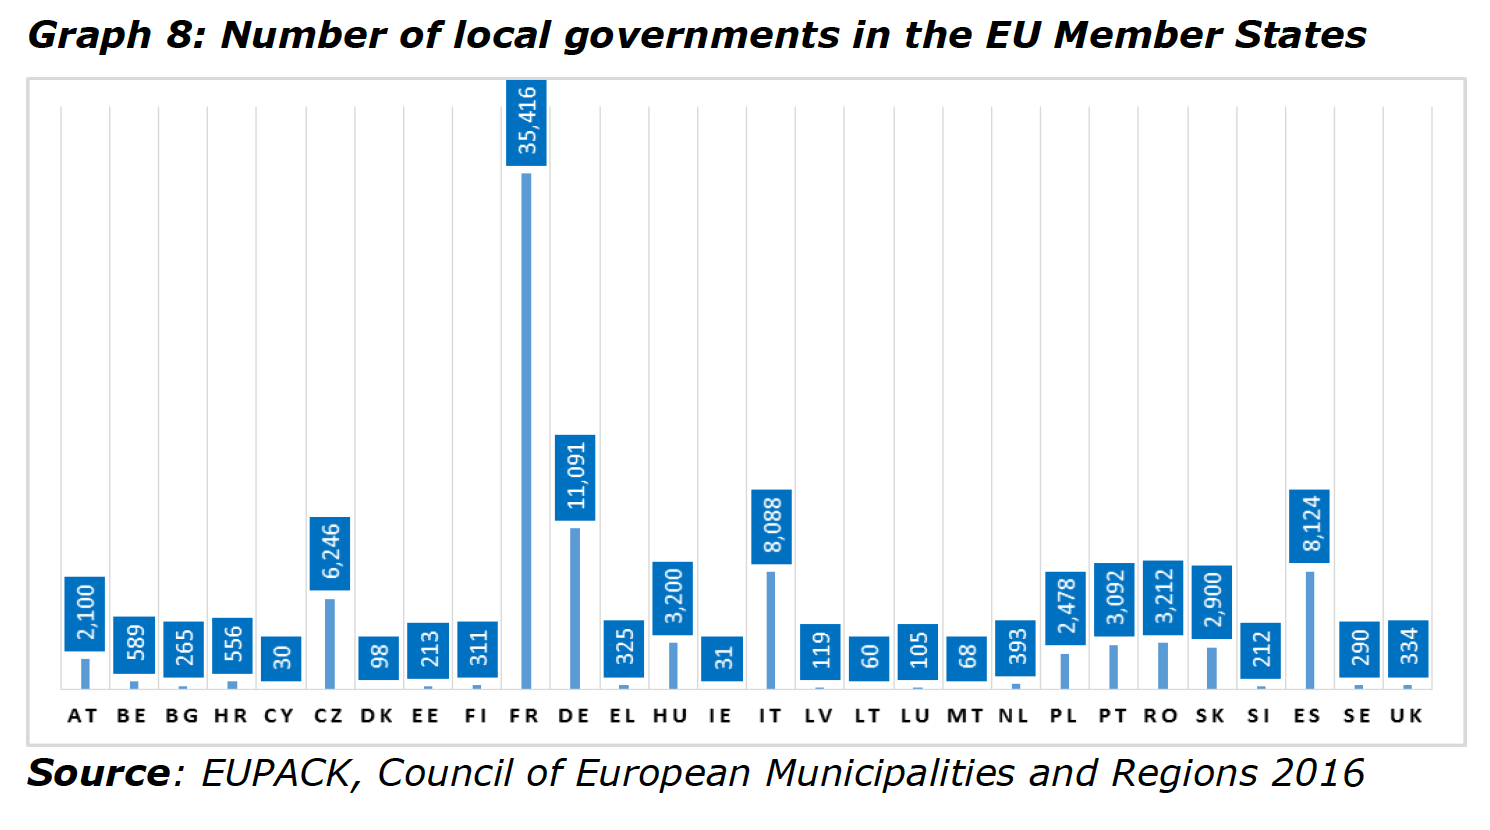 Graph 8: Number of local governments in the EU Member States
2,100 589 265 556 30 6,246 98 213 311 35,416 11,091 325 3,200 31 8,088 119 60 105 68 393 2,478 3,092 3,212 2,900 212 8,124 290 334
AT BE BG HR CY CZ DK EE FI FR DE EL HU IE IT LV LT LU MT NL PL PT RO SK SI ES SE UK
Source: EUPACK, Council of European Municipalities and Regions 2016